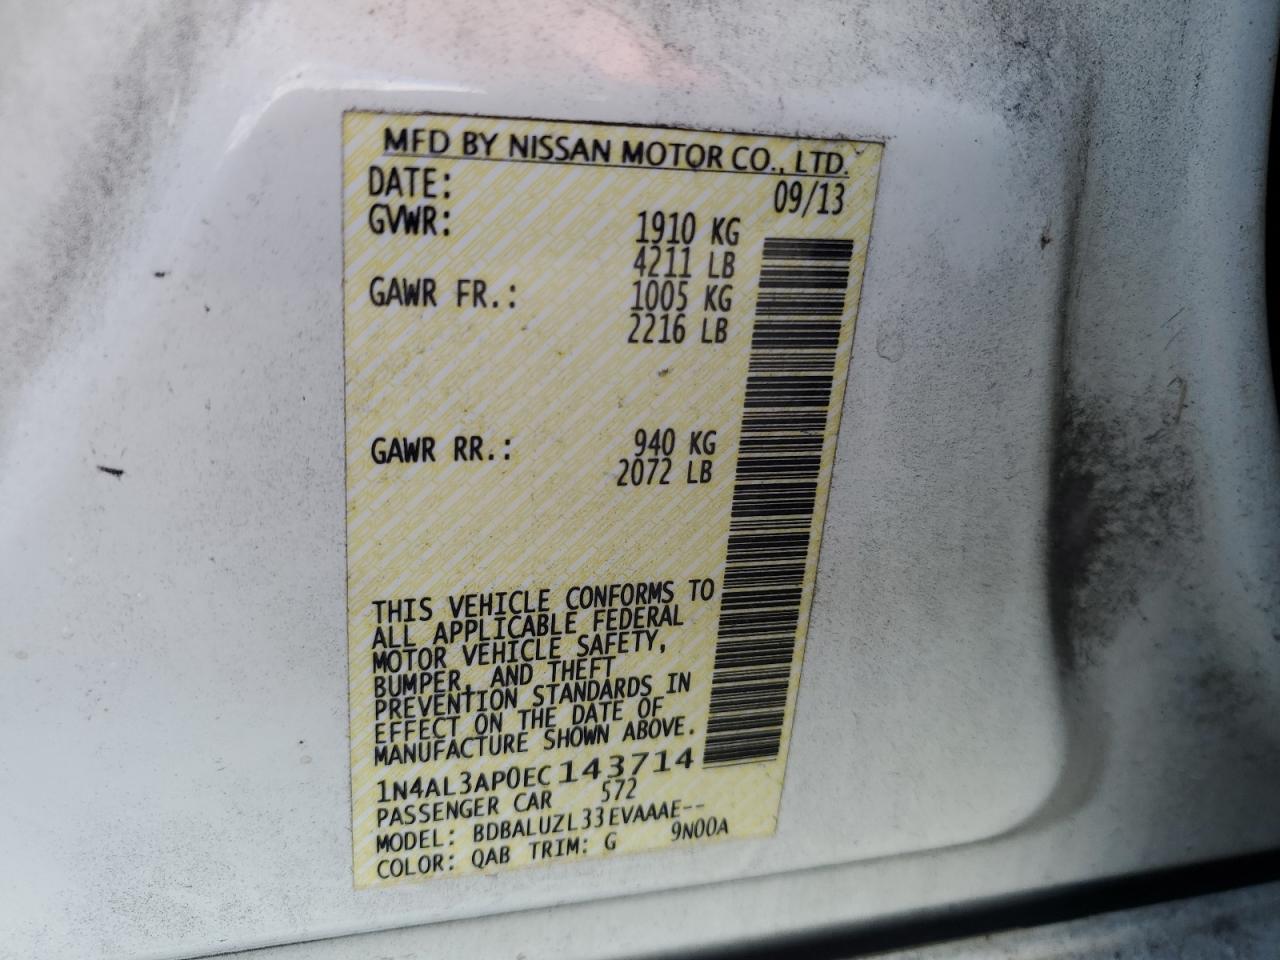 MFD BY NISSAN MOTOR CO., LTD.
DATE: 09/13
GVWR: 1910 KG
4211 LB
GAWR FR.: 1005 KG
2216 LB
GAWR RR.: 940 KG
2072 LB
THIS VEHICLE CONFORMS TO
ALL APPLICABLE FEDERAL
MOTOR VEHICLE SAFETY,
BUMPER, AND THEFT
PREVENTION STANDARDS IN
EFFECT ON THE DATE OF
MANUFACTURE SHOWN ABOVE.
1N4AL3AP0EC143714
PASSENGER CAR 572
MODEL: BDBALUZL33EVAAAE--
COLOR: QAB TRIM: G 9N00A